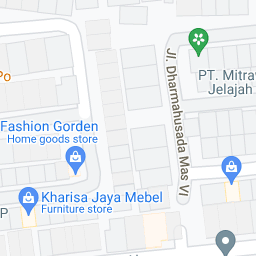 Jl. Dharmahusada Mas VI
PT. Mitrav
Jelajah
Po
Fashion Gorden
Home goods store
Kharisa Jaya Mebel
Furniture store
P